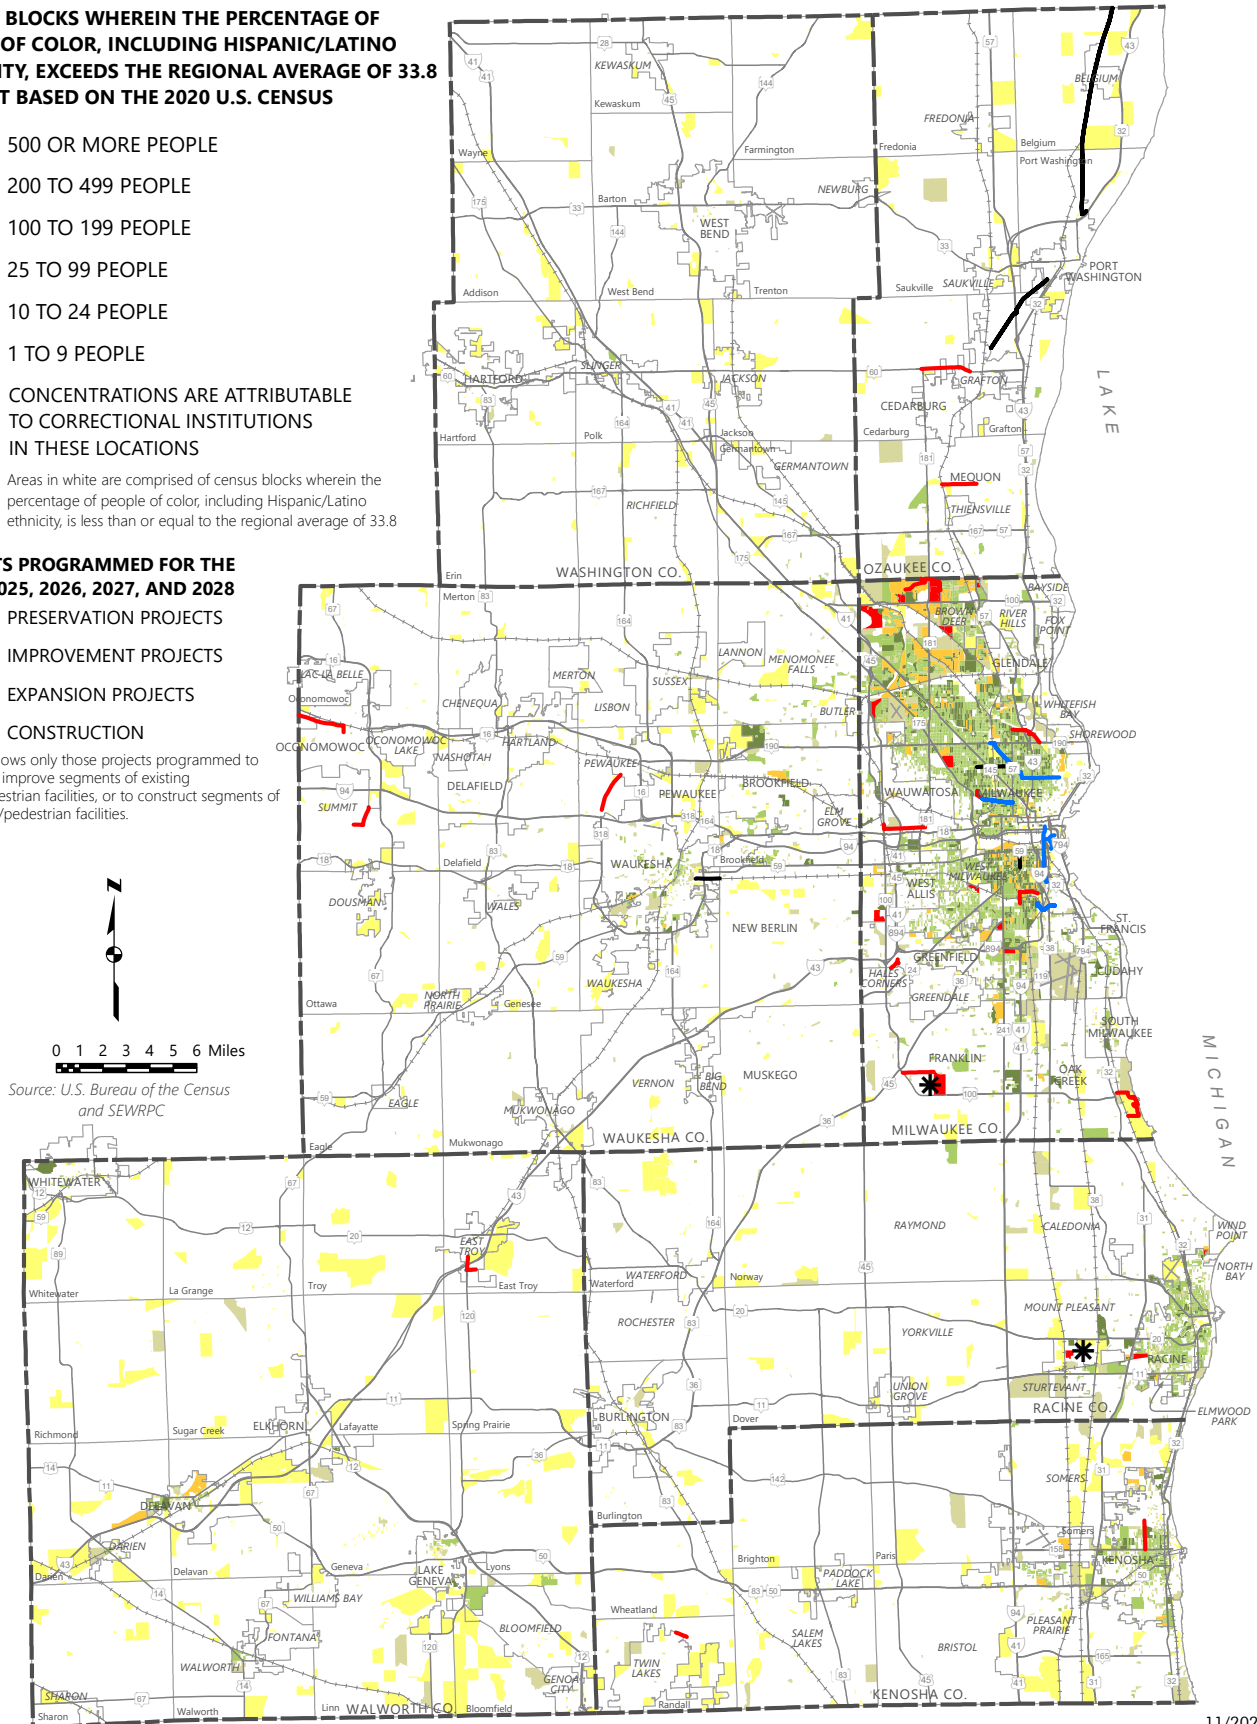 BLOCKS WHEREIN THE PERCENTAGE OF
OF COLOR, INCLUDING HISPANIC/LATINO
ITY, EXCEEDS THE REGIONAL AVERAGE OF 33.8
T BASED ON THE 2020 U.S. CENSUS
500 OR MORE PEOPLE
200 TO 499 PEOPLE
100 TO 199 PEOPLE
25 TO 99 PEOPLE
10 TO 24 PEOPLE
1 TO 9 PEOPLE
CONCENTRATIONS ARE ATTRIBUTABLE
TO CORRECTIONAL INSTITUTIONS
IN THESE LOCATIONS
Areas in white are comprised of census blocks wherein the
percentage of people of color, including Hispanic/Latino
ethnicity, is less than or equal to the regional average of 33.8
TS PROGRAMMED FOR THE
025, 2026, 2027, AND 2028
PRESERVATION PROJECTS
IMPROVEMENT PROJECTS
EXPANSION PROJECTS
CONSTRUCTION
ows only those projects programmed to
improve segments of existing
estrian facilities, or to construct segments of
/pedestrian facilities.
Z
0 1 2 3 4 5 6 Miles
Source: U.S. Bureau of the Census
and SEWRPC
KEWASKUM
Kewaskum
Wayne
Farmington
Barton
WEST
BEND
NEWBURG
Addison
West Bend
Trenton
FREDONIA
Fredonia
BELGIUM
Belgium
Port Washington
PORT
WASHINGTON
SAUKVILLE
Saukville
HARTFORD
SLINGER
JACKSON
Hartford
Polk
Jackson
Germantown
GERMANTOWN
RICHFIELD
Erin
WASHINGTON CO.
GRAFTON
CEDARBURG
Cedarburg
Grafton
MEQUON
THIENSVILLE
OZAUKEE CO.
LAKE
MICHIGAN
Merton
LAC LA BELLE
Oconomowoc
OCONOMOWOC
OCONOMOWOC
LAKE
CHENEQUA
MERTON
LISBON
SUSSEX
LANNON
MENOMONEE
FALLS
BUTLER
NASHOTAH
HARTLAND
PEWAUKEE
PEWAUKEE
DELAFIELD
SUMMIT
BROOKFIELD
ELM
GROVE
Delafield
WAUKESHA
Brookfield
DOUSMAN
WALES
NEW BERLIN
NORTH
PRAIRIE
Ottawa
Genesee
WAUKESHA
EAGLE
Eagle
MUKWONAGO
Mukwonago
VERNON
BIG
BEND
MUSKEGO
WAUKESHA CO.
BAYSIDE
BROWN
DEER
RIVER
HILLS
FOX
POINT
GLENDALE
WHITEFISH
BAY
SHOREWOOD
WAUWATOSA
MILWAUKEE
WEST
MILWAUKEE
WEST
ALLIS
ST.
FRANCIS
GREENFIELD
CUDAHY
HALES
CORNERS
GREENDALE
SOUTH
MILWAUKEE
FRANKLIN
OAK
CREEK
MILWAUKEE CO.
WHITEWATER
Whitewater
La Grange
Troy
EAST
TROY
East Troy
Richmond
Sugar Creek
ELKHORN
Lafayatte
Spring Prairie
DELAVAN
DARIEN
Darien
Delavan
Geneva
LAKE
GENEVA
Lyons
WILLIAMS BAY
FONTANA
WALWORTH
BLOOMFIELD
GENOA
CITY
SHARON
Sharon
Walworth
Linn
WALWORTH CO.
Bloomfield
WATERFORD
Waterford
Norway
ROCHESTER
RAYMOND
CALEDONIA
WIND
POINT
NORTH
BAY
MOUNT PLEASANT
YORKVILLE
RACINE
STURTEVANT
UNION
GROVE
RACINE CO.
ELMWOOD
PARK
BURLINGTON
Burlington
Dover
SOMERS
Somers
KENOSHA
Brighton
Paris
PADDOCK
LAKE
Wheatland
TWIN
LAKES
Randall
SALEM
LAKES
BRISTOL
PLEASANT
PRAIRIE
KENOSHA CO.
11/202